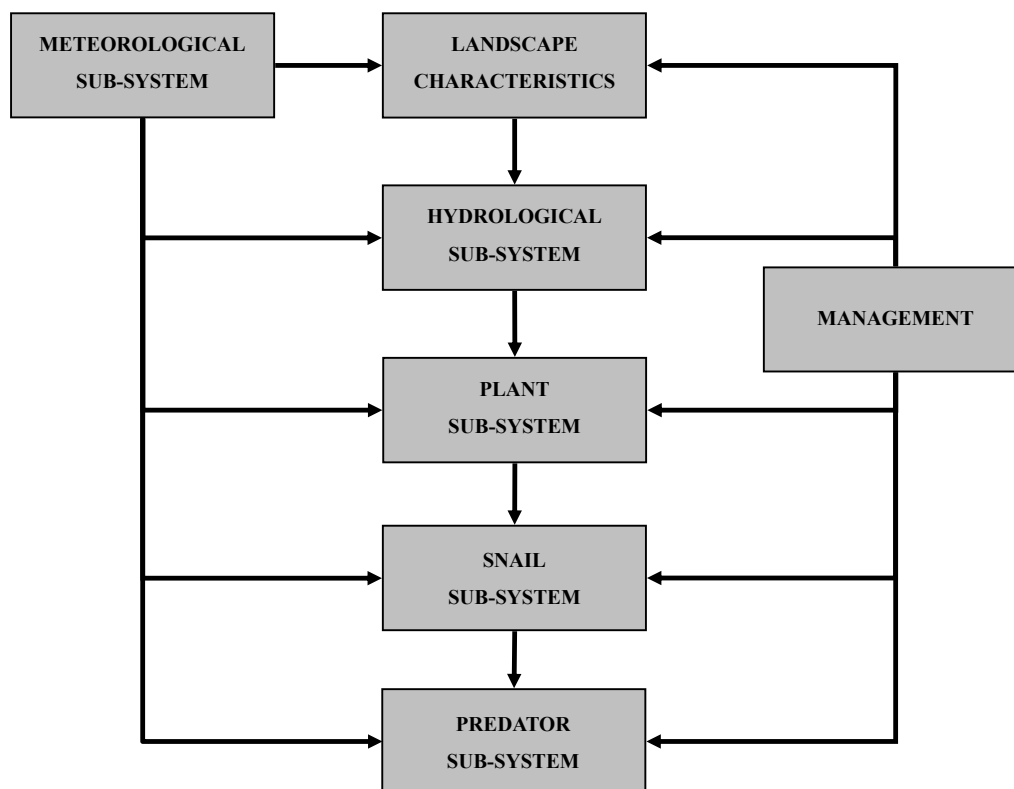 METEOROLOGICAL
SUB-SYSTEM
LANDSCAPE
CHARACTERISTICS
HYDROLOGICAL
SUB-SYSTEM
MANAGEMENT
PLANT
SUB-SYSTEM
SNAIL
SUB-SYSTEM
PREDATOR
SUB-SYSTEM